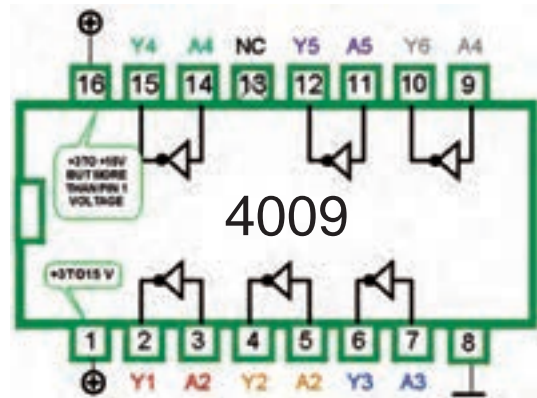 Y4 A4 NC Y5 A5 Y6 A4
16 15 14 13 12 11 10 9
+3TO +15V
BUT MORE
THAN PIN 1
VOLTAGE
4009
+3TO15 V
1 2 3 4 5 6 7 8
Y1 A2 Y2 A2 Y3 A3